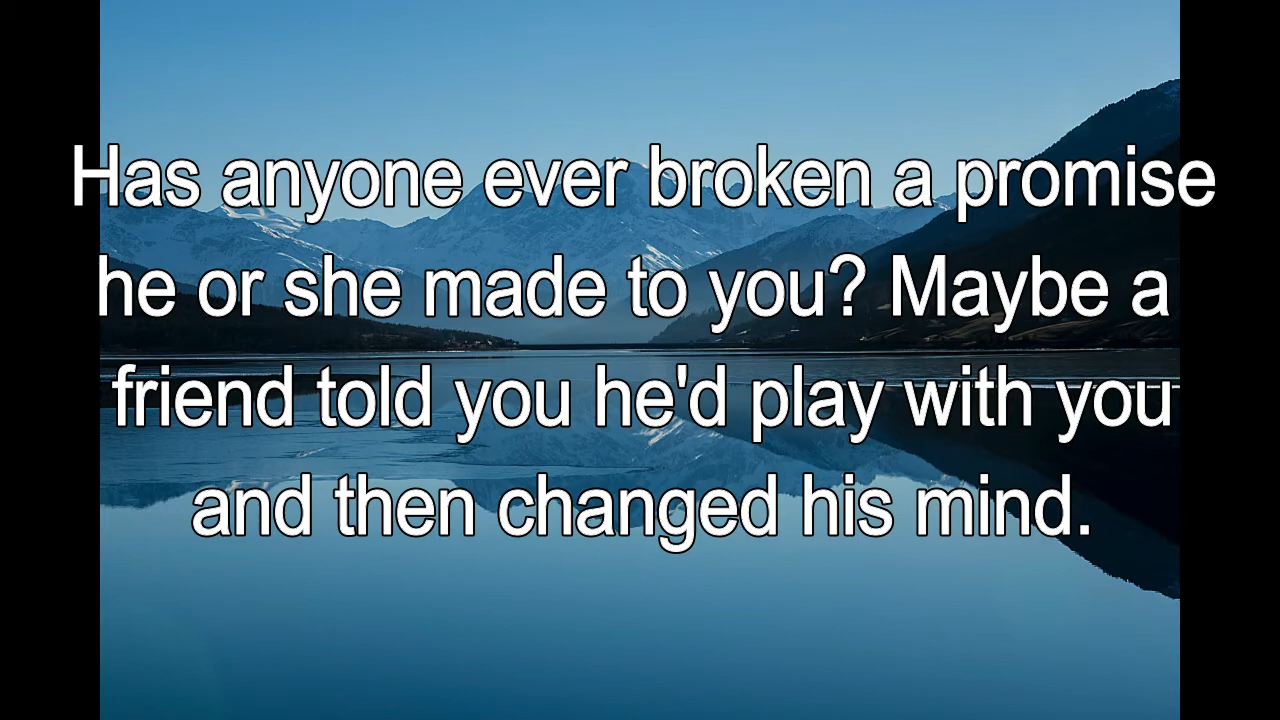 Has anyone ever broken a promise
he or she made to you? Maybe a
friend told you he'd play with you
and then changed his mind.